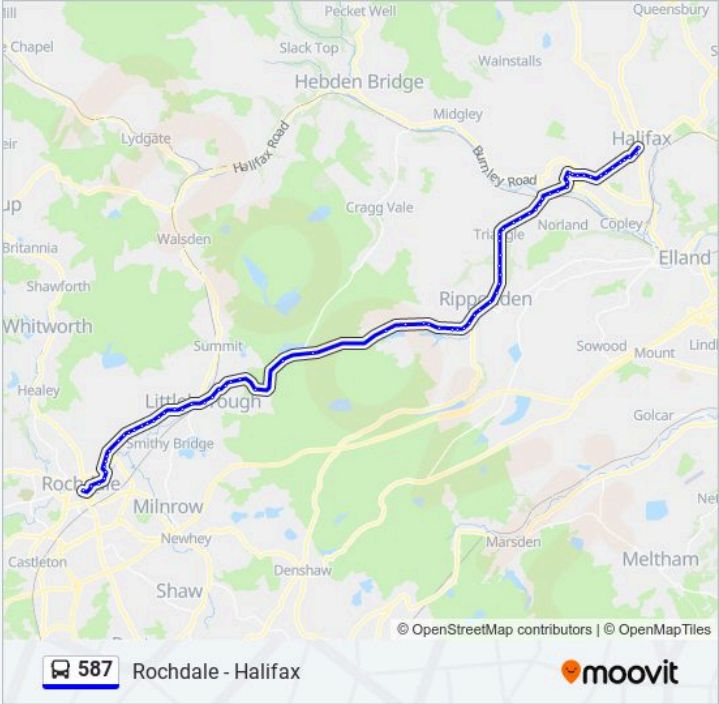 Pecket Well
Queensbury
Chapel
Slack Top
Wainstalls
Hebden Bridge
Midgley
Lydgate
Halifax Road
Halifax
Burnley Road
Cragg Vale
Norland
Copley
up
Walsden
Triangle
Britannia
Elland
Shawforth
Ripponden
Whitworth
Summit
Sowood
Mount
Lindl
Healey
Littleborough
Golcar
Smithy Bridge
Rochdale
Milnrow
Newhey
Marsden
Castleton
Denshaw
Meltham
Shaw
© OpenStreetMap contributors | © OpenMapTiles
587 Rochdale - Halifax
moovit